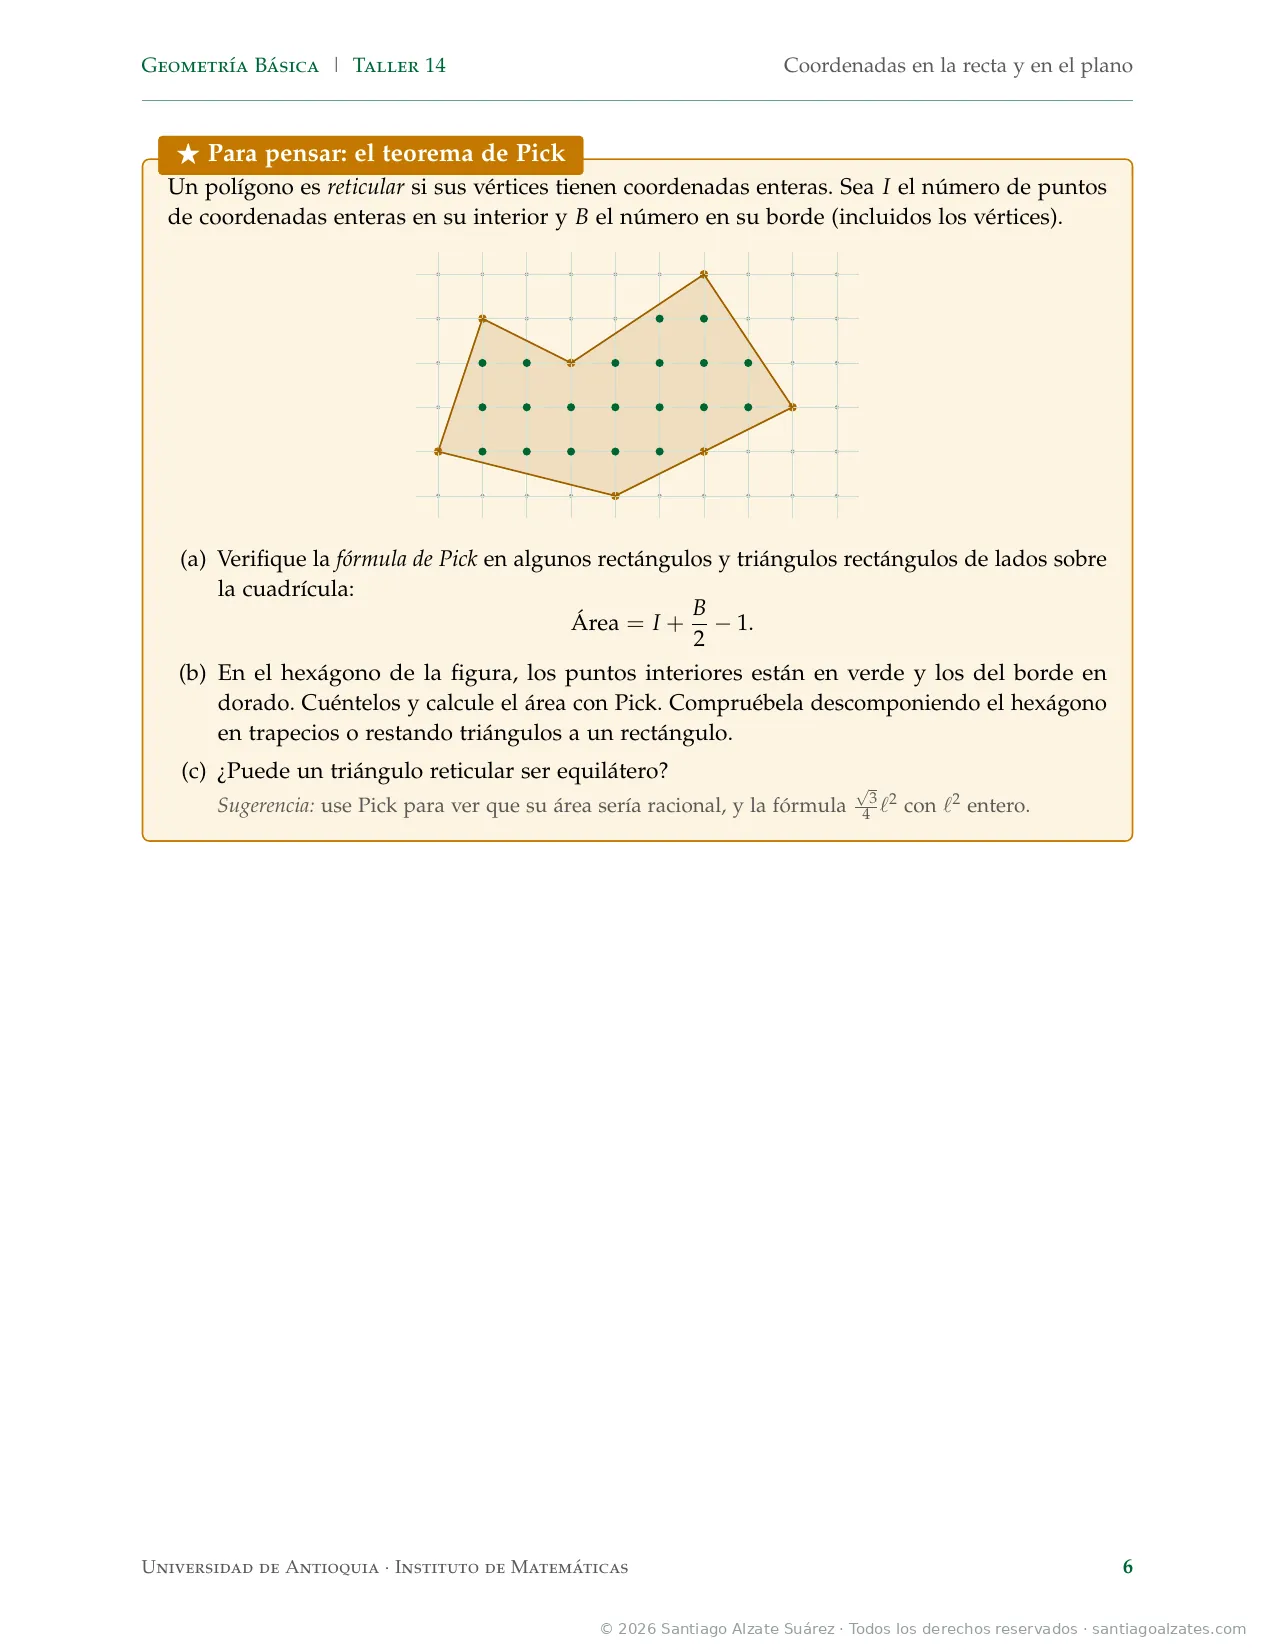 Geometría Básica | Taller 14
Coordenadas en la recta y en el plano
★ Para pensar: el teorema de Pick
Un polígono es reticular si sus vértices tienen coordenadas enteras. Sea I el número de puntos
de coordenadas enteras en su interior y B el número en su borde (incluidos los vértices).
(a) Verifique la fórmula de Pick en algunos rectángulos y triángulos rectángulos de lados sobre
la cuadrícula:
Área = I + B/2 − 1.
(b) En el hexágono de la figura, los puntos interiores están en verde y los del borde en
dorado. Cuéntelos y calcule el área con Pick. Compruébela descomponiendo el hexágono
en trapecios o restando triángulos a un rectángulo.
(c) ¿Puede un triángulo reticular ser equilátero?
Sugerencia: use Pick para ver que su área sería racional, y la fórmula √3/4 ℓ² con ℓ² entero.
Universidad de Antioquia · Instituto de Matemáticas
6
© 2026 Santiago Alzate Suárez · Todos los derechos reservados · santiagoalzates.com